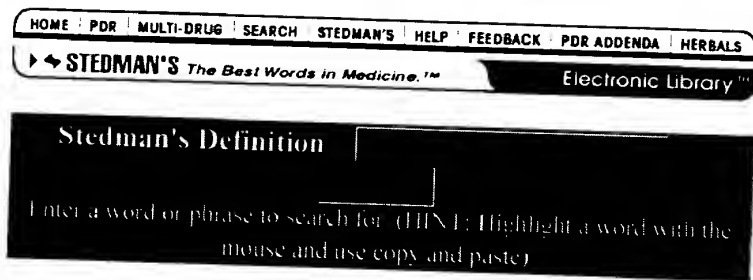 HOME PDR MULTI-DRUG SEARCH STEDMAN'S HELP FEEDBACK PDR ADDENDA HERBALS
STEDMAN'S The Best Words in Medicine.™ Electronic Library™
Stedman's Definition
Enter a word or phrase to search for. (HINT: Highlight a word with the
mouse and use copy and paste)